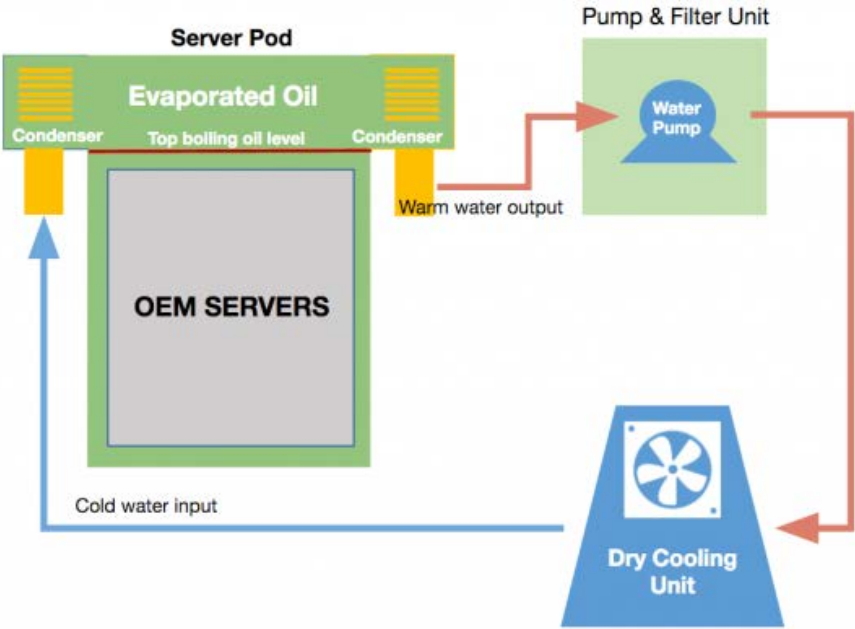 Pump & Filter Unit
Server Pod
Evaporated Oil
Condenser
Top boiling oil level
Condenser
Water
Pump
Warm water output
OEM SERVERS
Cold water input
Dry Cooling
Unit